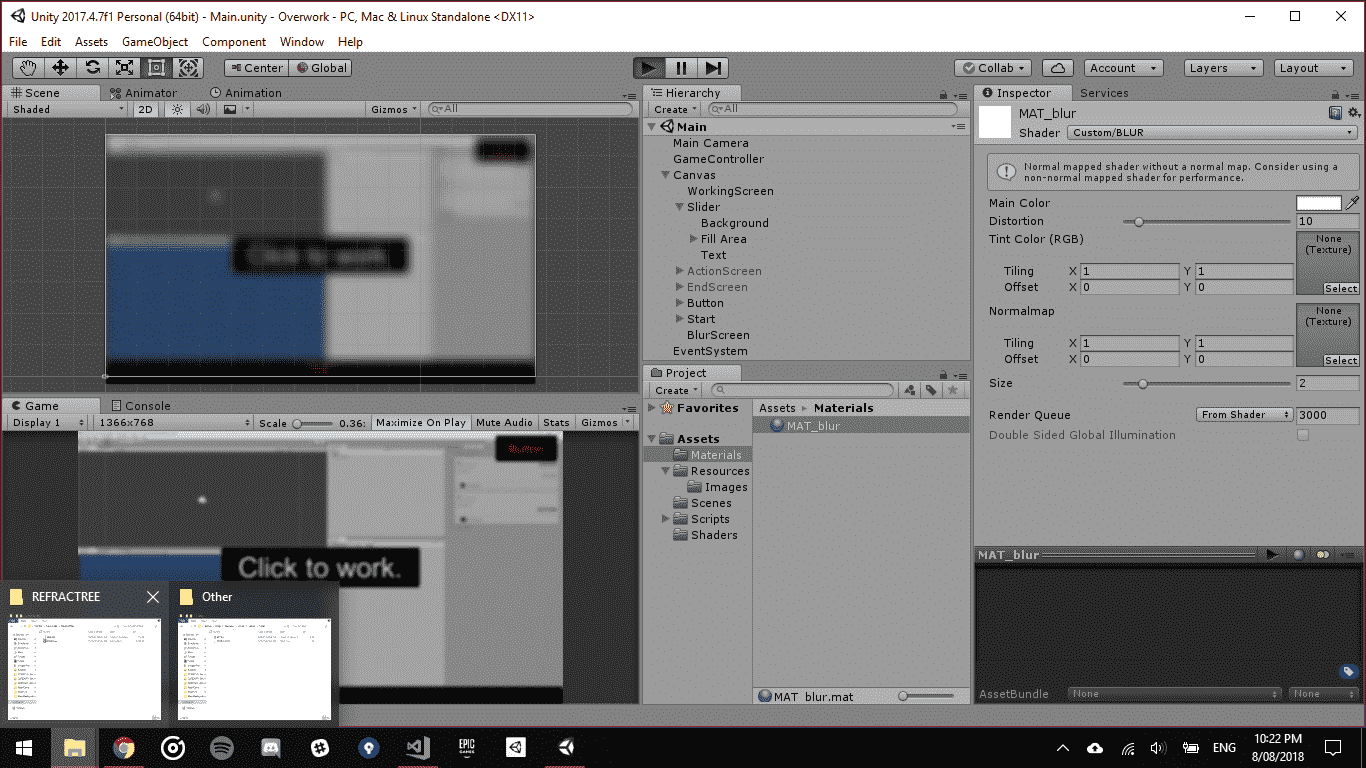 Unity 2017.4.7f1 Personal (64bit) - Main.unity - Overwork - PC, Mac & Linux Standalone <DX11>
File Edit Assets GameObject Component Window Help
Center Global Collab Account Layers Layout
Scene Animator Animation
Shaded 2D Gizmos All
Click to work.
Game Console
Display 1 1366x768 Scale 0.36: Maximize On Play Mute Audio Stats Gizmos
Click to work.
REFRACTREE Other
Hierarchy
Create All
Main
Main Camera
GameController
Canvas
WorkingScreen
Slider
Background
Fill Area
Text
ActionScreen
EndScreen
Button
Start
BlurScreen
EventSystem
Project
Create
Favorites
Assets
Materials
Resources
Images
Scenes
Scripts
Shaders
Assets Materials
MAT_blur
MAT_blur.mat
Inspector Services
MAT_blur
Shader Custom/BLUR
Normal mapped shader without a normal map. Consider using a
non-normal mapped shader for performance.
Main Color
Distortion 10
Tint Color (RGB) None
(Texture)
Tiling X 1 Y 1
Offset X 0 Y 0 Select
Normalmap None
(Texture)
Tiling X 1 Y 1
Offset X 0 Y 0 Select
Size 2
Render Queue From Shader 3000
Double Sided Global Illumination
MAT_blur
AssetBundle None None
EPIC
GAMES
ENG
10:22 PM
8/08/2018